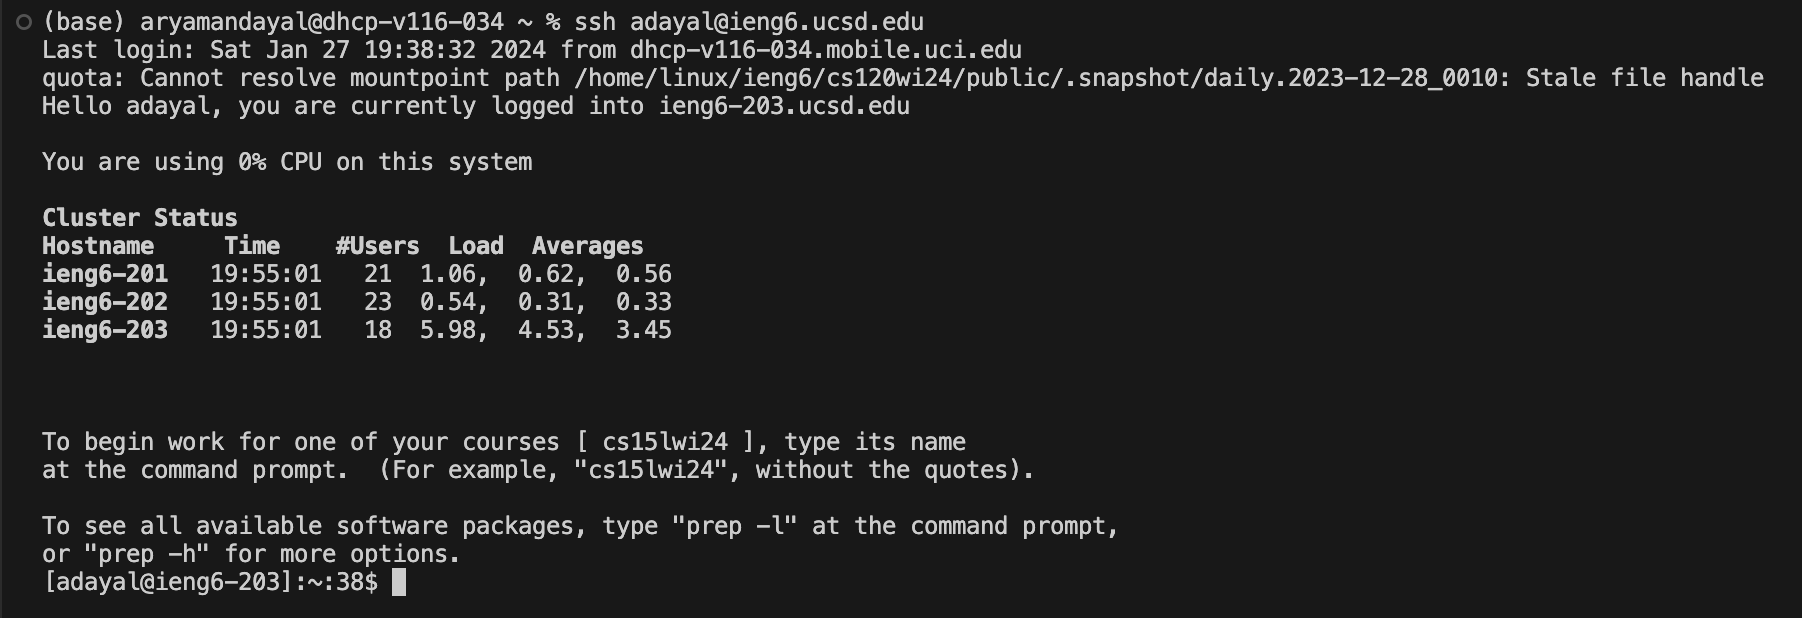 (base) aryamandayal@dhcp-v116-034 ~ % ssh adayal@ieng6.ucsd.edu
Last login: Sat Jan 27 19:38:32 2024 from dhcp-v116-034.mobile.uci.edu
quota: Cannot resolve mountpoint path /home/linux/ieng6/cs120wi24/public/.snapshot/daily.2023-12-28_0010: Stale file handle
Hello adayal, you are currently logged into ieng6-203.ucsd.edu
You are using 0% CPU on this system
Cluster Status
Hostname     Time    #Users  Load  Averages
ieng6-201   19:55:01   21  1.06,  0.62,  0.56
ieng6-202   19:55:01   23  0.54,  0.31,  0.33
ieng6-203   19:55:01   18  5.98,  4.53,  3.45
To begin work for one of your courses [ cs15lwi24 ], type its name
at the command prompt.  (For example, "cs15lwi24", without the quotes).
To see all available software packages, type "prep -l" at the command prompt,
or "prep -h" for more options.
[adayal@ieng6-203]:~:38$